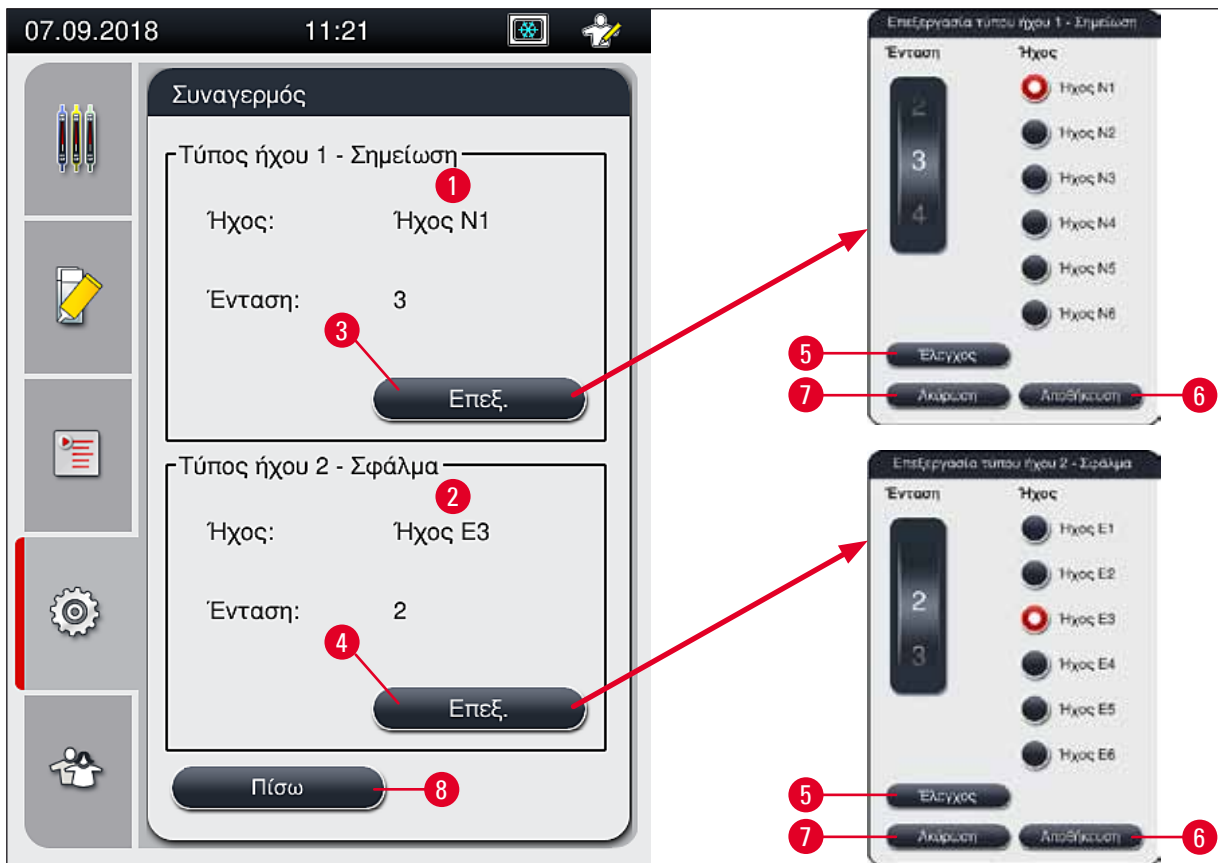 07.09.2018 11:21
Συναγερμός
Τύπος ήχου 1 - Σημείωση
1
Ήχος: Ήχος N1
Ένταση: 3
3
Επεξ.
Τύπος ήχου 2 - Σφάλμα
2
Ήχος: Ήχος E3
Ένταση: 2
4
Επεξ.
Πίσω
8
Επεξεργασία τύπου ήχου 1 - Σημείωση
Ένταση Ήχος
2
3
4
Ήχος N1
Ήχος N2
Ήχος N3
Ήχος N4
Ήχος N5
Ήχος N6
5 Έλεγχος
7 Ακύρωση Αποθήκευση 6
Επεξεργασία τύπου ήχου 2 - Σφάλμα
Ένταση Ήχος
2
3
Ήχος E1
Ήχος E2
Ήχος E3
Ήχος E4
Ήχος E5
Ήχος E6
5 Έλεγχος
7 Ακύρωση Αποθήκευση 6